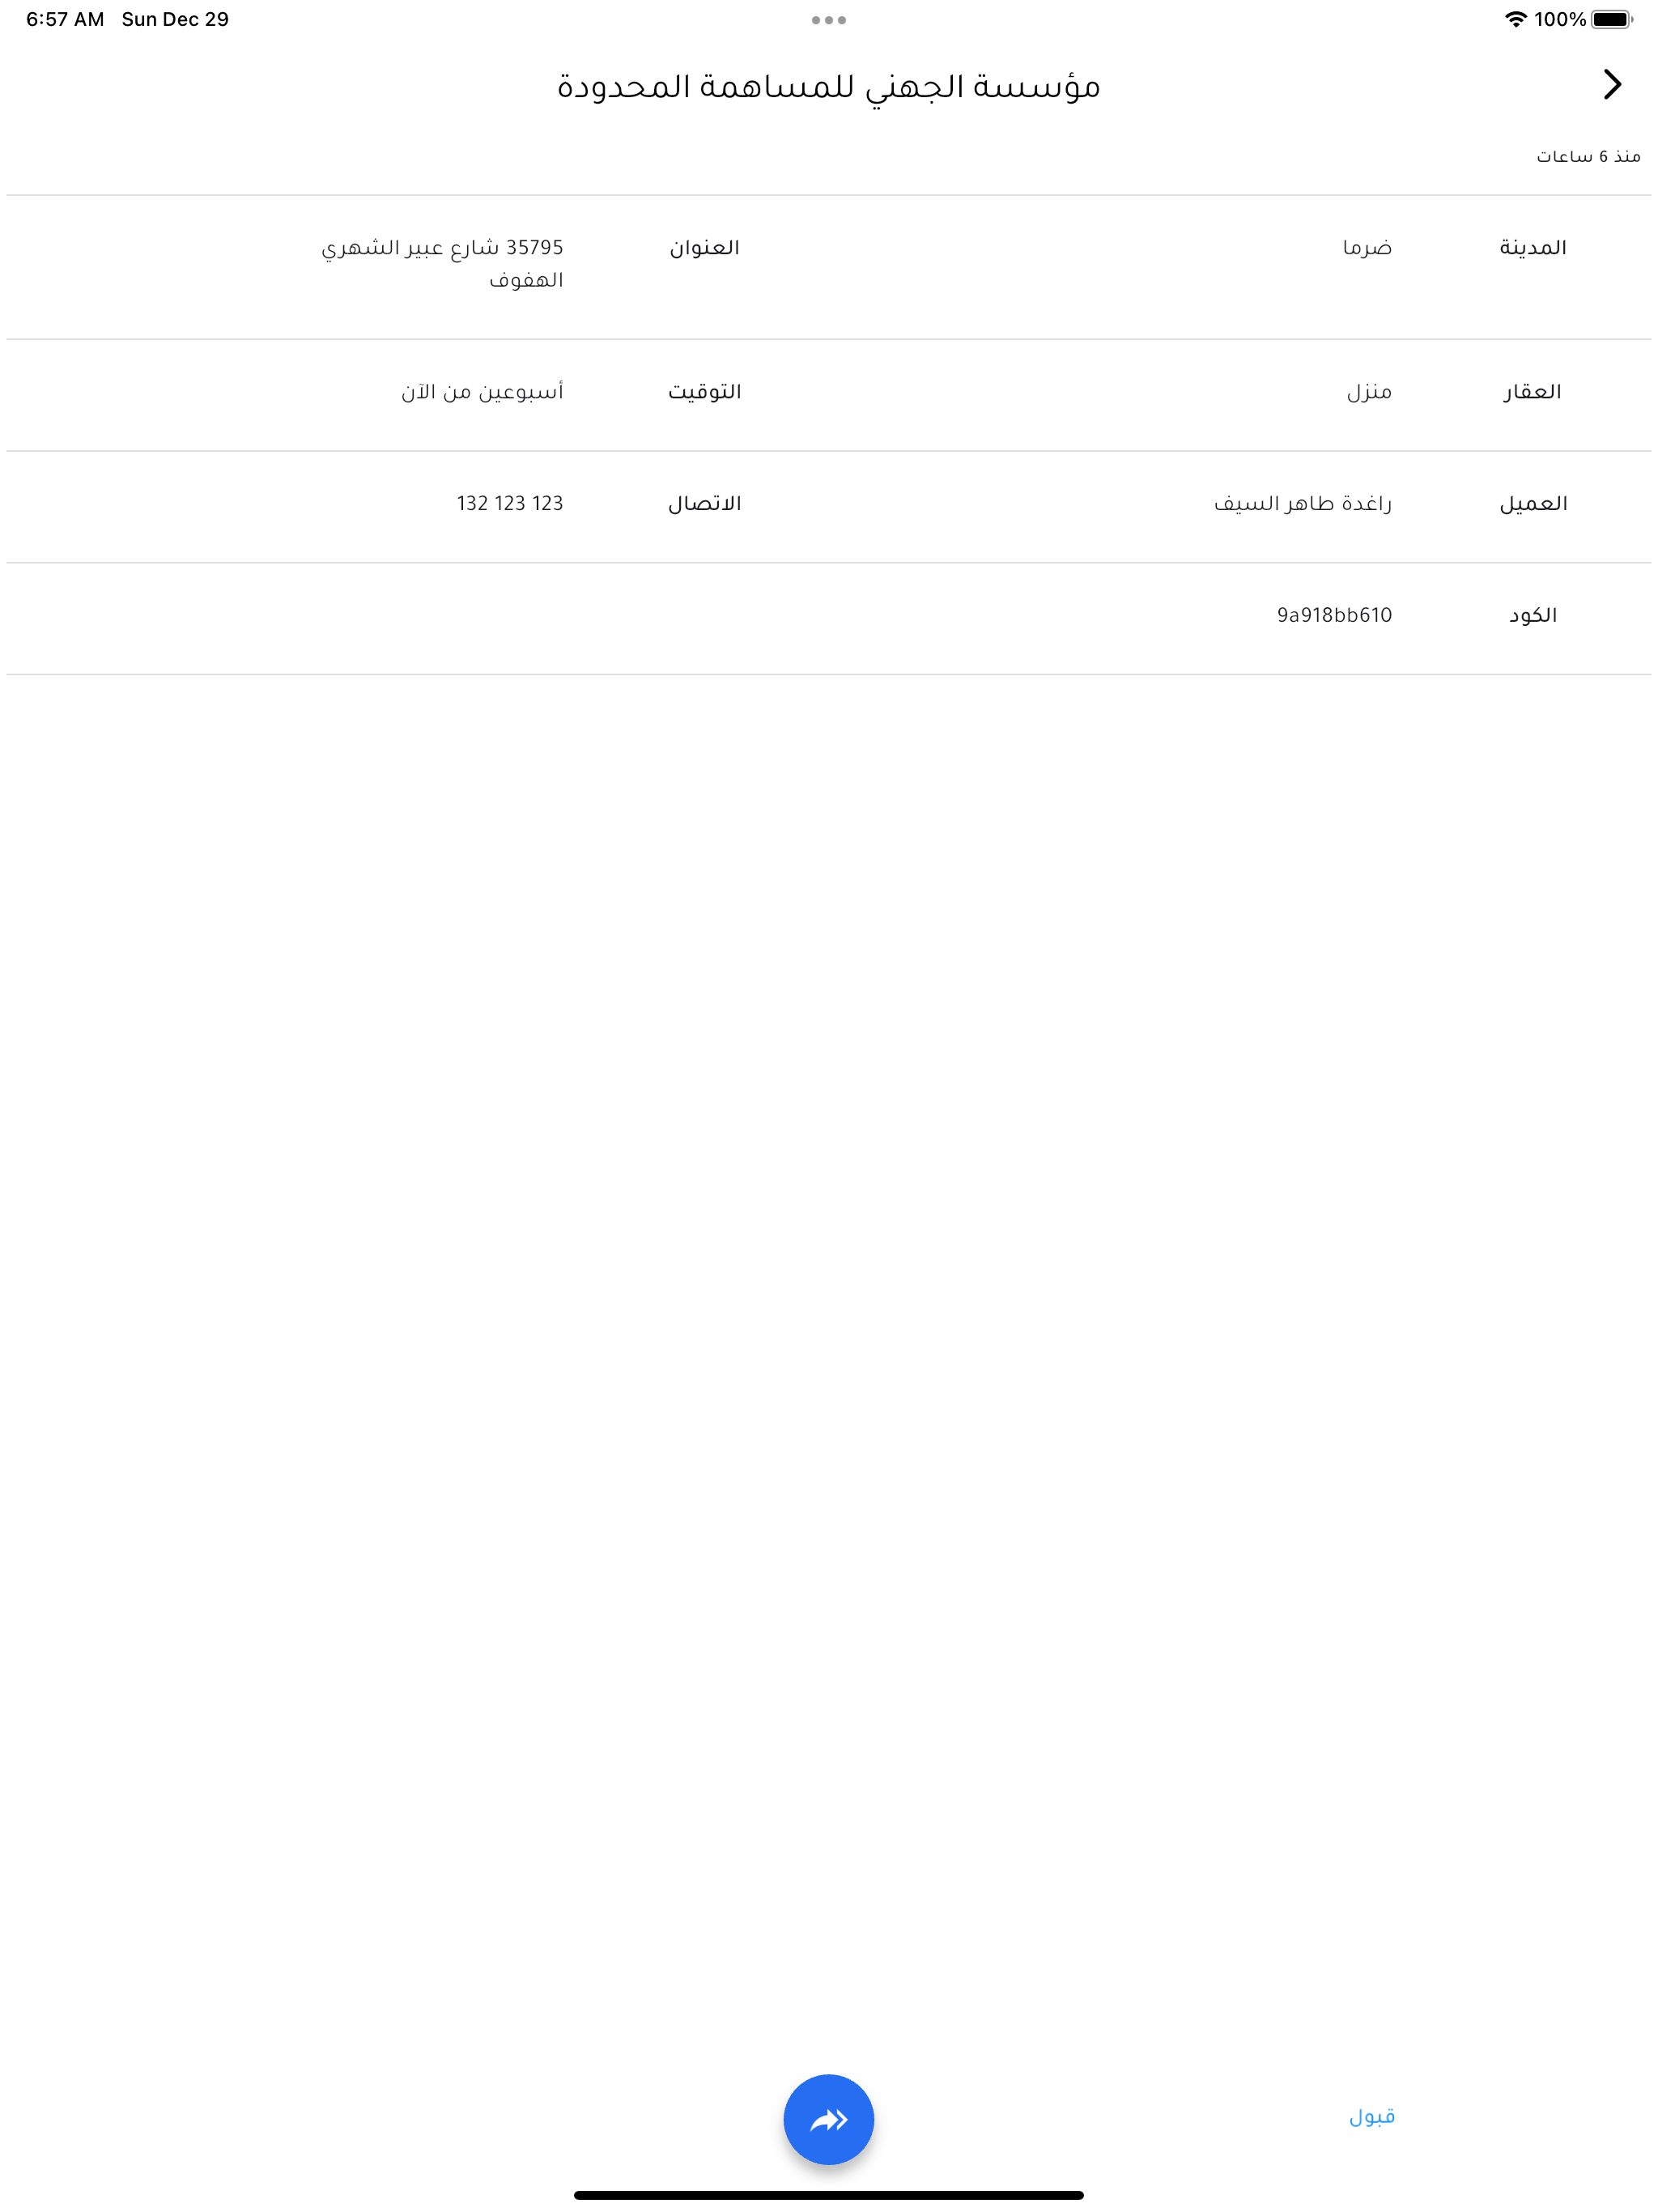 6:57 AM Sun Dec 29
100%
مؤسسة الجهني للمساهمة المحدودة
منذ 6 ساعات
المدينة ضرما العنوان 35795 شارع عبير الشهري
الهفوف
العقار منزل التوقيت أسبوعين من الآن
العميل راغدة طاهر السيف الاتصال 132 123 123
الكود 9a918bb610
قبول